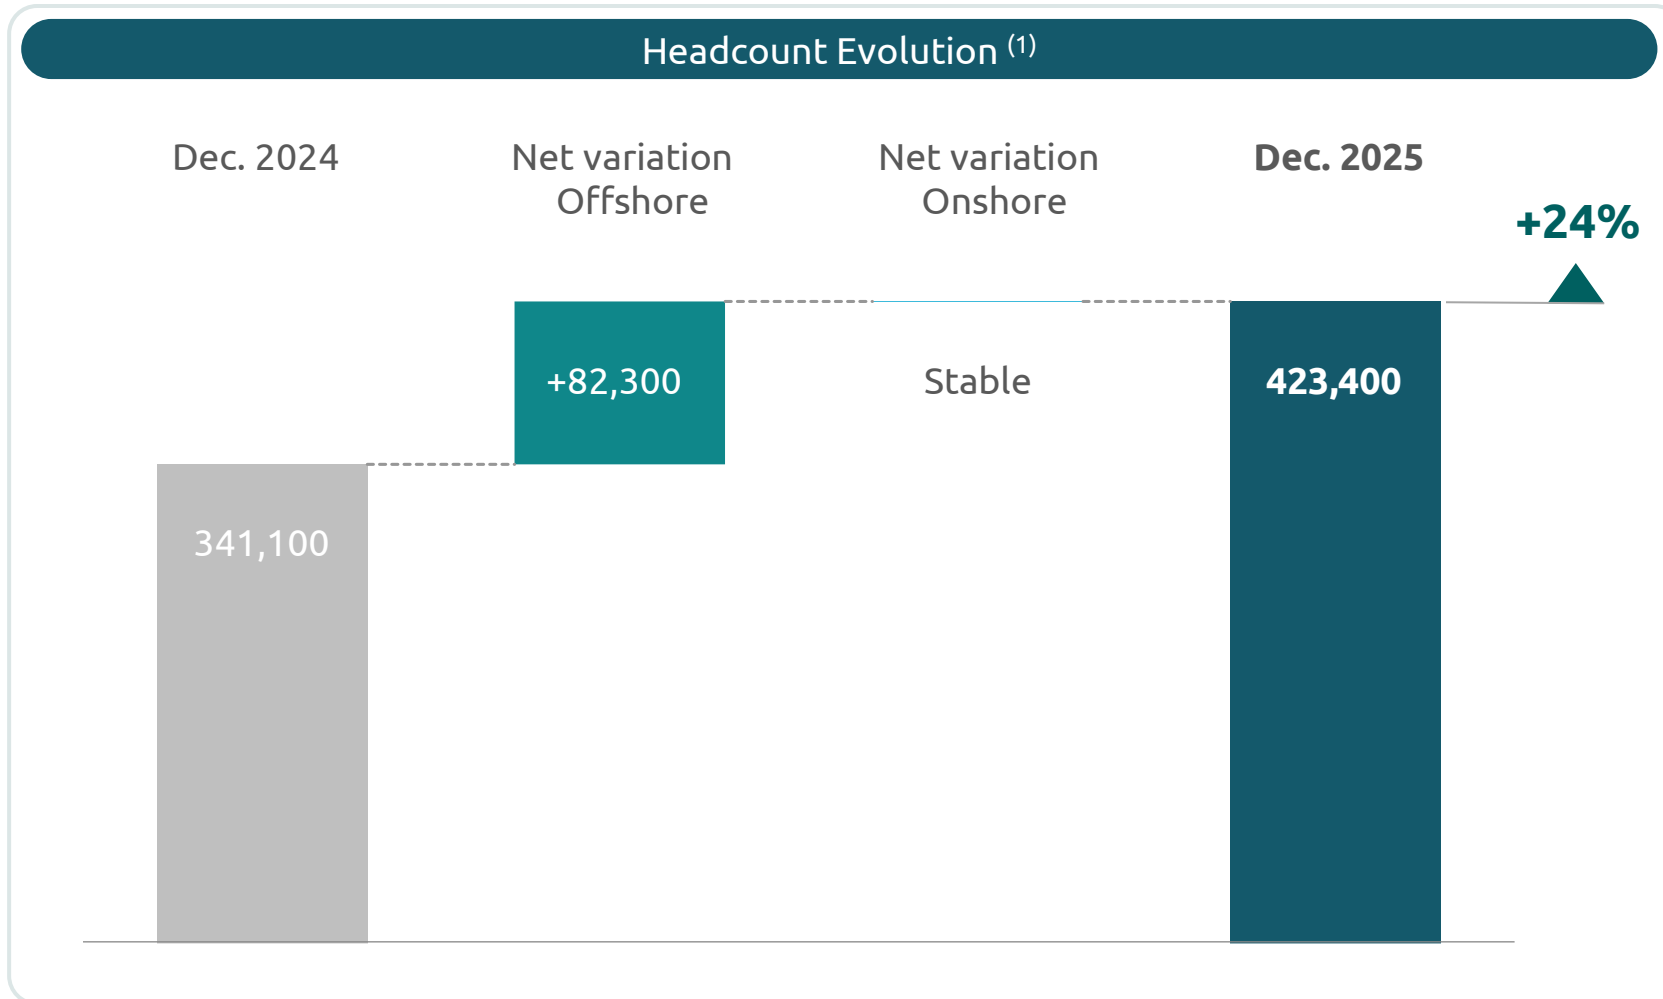 Headcount Evolution (1)
Dec. 2024
Net variation
Offshore
Net variation
Onshore
Dec. 2025
+24%
+82,300
Stable
423,400
341,100